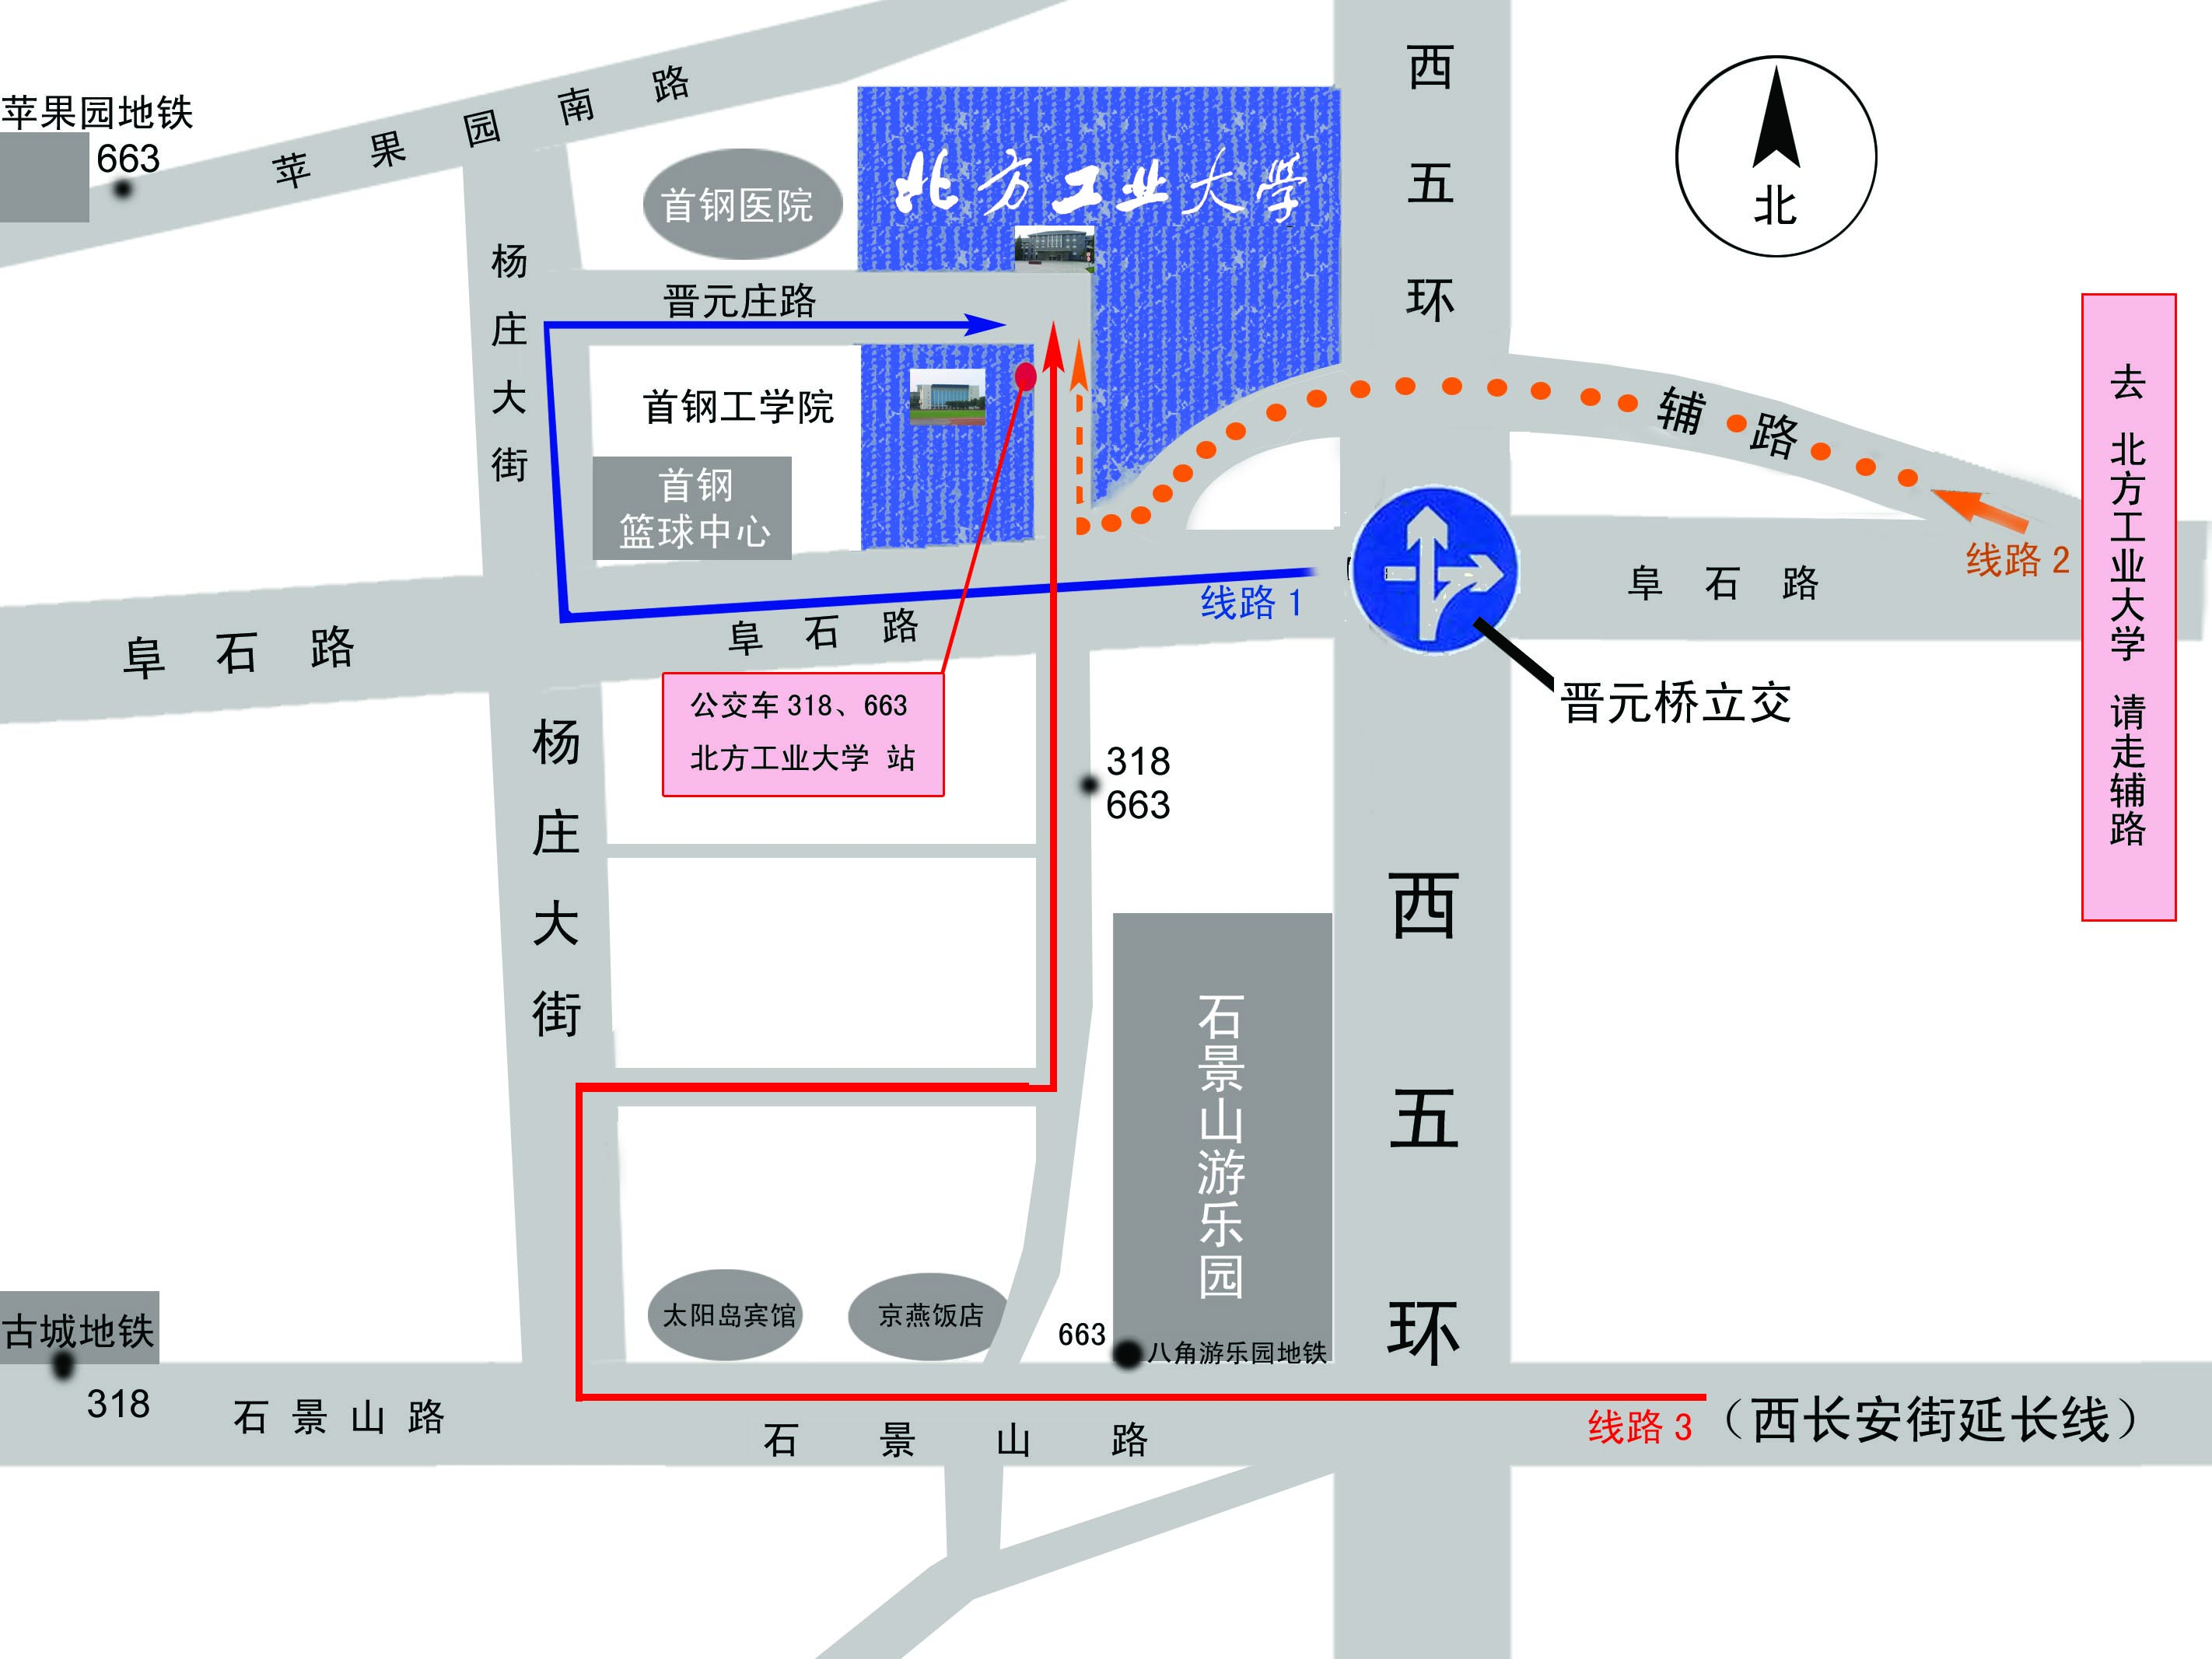 苹果园地铁
663
苹果园南路
西五环
北
北方工业大学
首钢医院
杨庄大街
晋元庄路
首钢工学院
首钢
篮球中心
辅路
去 北方工业大学 请走辅路
线路 2
线路 1
阜石路
阜石路
阜石路
晋元桥立交
公交车 318、663
北方工业大学 站
杨庄大街
318
663
西五环
石景山游乐园
太阳岛宾馆
京燕饭店
663
八角游乐园地铁
古城地铁
318
石景山路
石景山路
线路 3
（西长安街延长线）